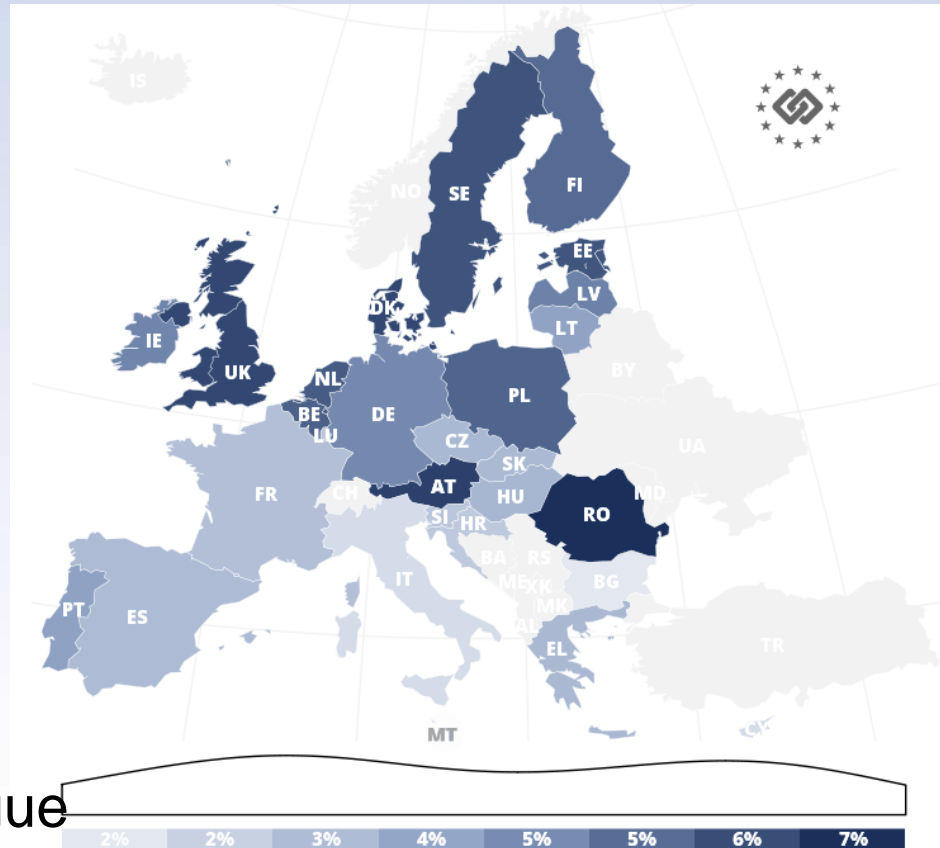 IS
NO
SE
FI
EE
LV
DK
LT
IE
BY
UK
NL
DE
PL
BE
LU
CZ
UA
SK
FR
CH
AT
HU
MD
RO
SI
HR
BA
RS
IT
ME
XK
BG
MK
PT
ES
AL
EL
TR
CY
MT
ue
2% 2% 3% 4% 5% 5% 6% 7%